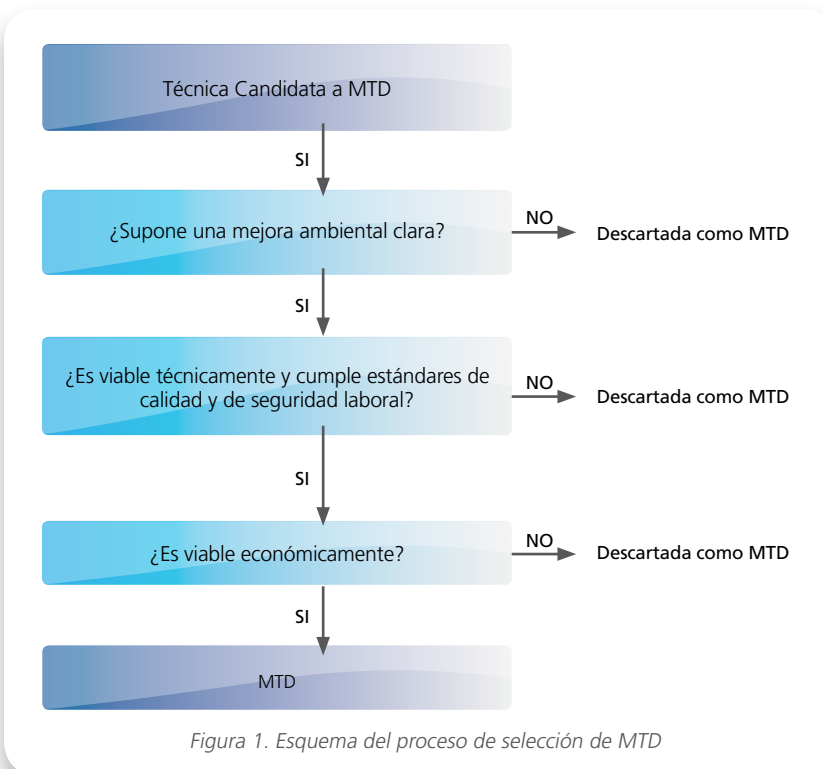 Técnica Candidata a MTD
SI
¿Supone una mejora ambiental clara?
NO
Descartada como MTD
SI
¿Es viable técnicamente y cumple estándares de
calidad y de seguridad laboral?
NO
Descartada como MTD
SI
¿Es viable económicamente?
NO
Descartada como MTD
SI
MTD
Figura 1. Esquema del proceso de selección de MTD